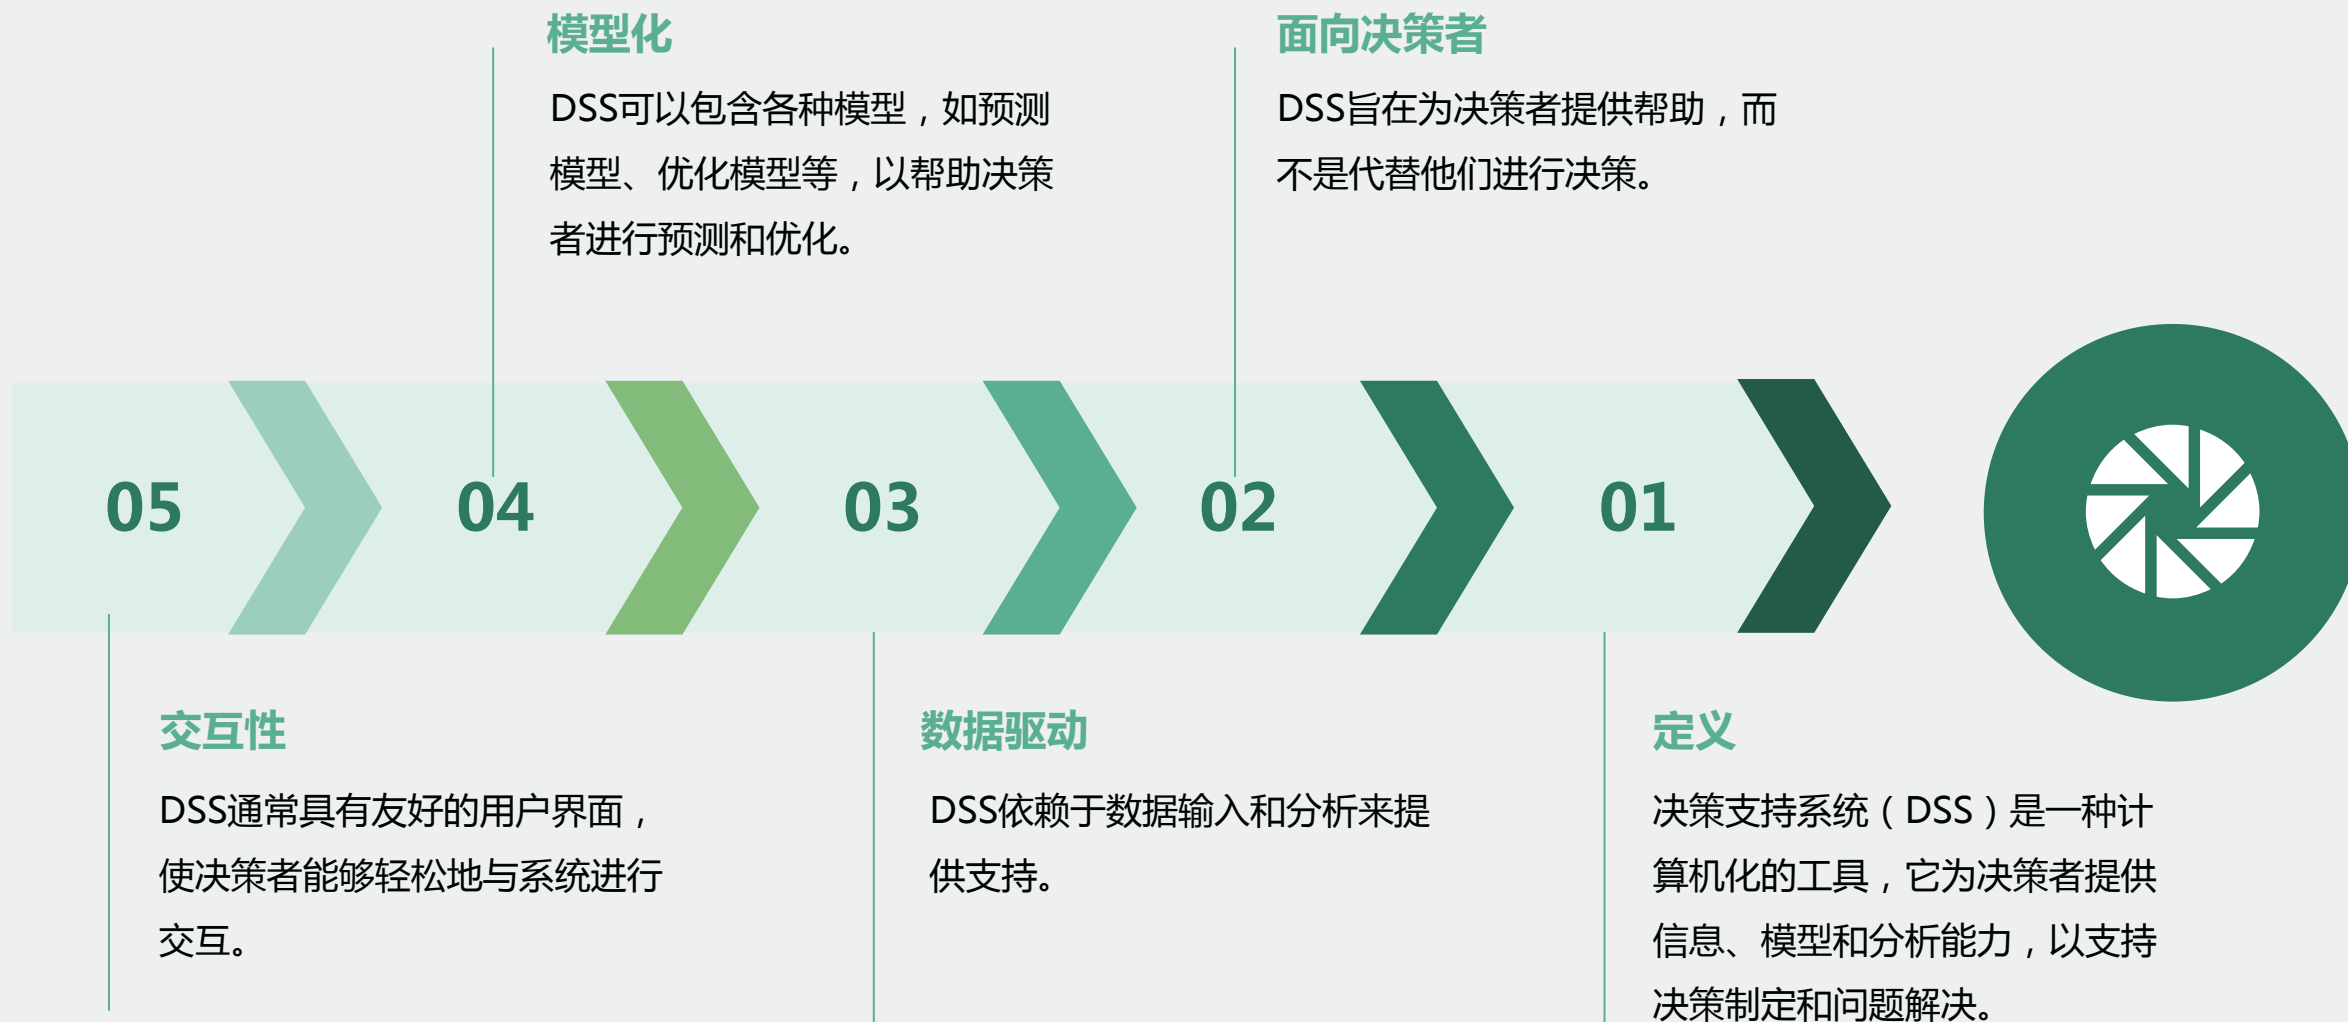 模型化
DSS可以包含各种模型，如预测
模型、优化模型等，以帮助决策
者进行预测和优化。
面向决策者
DSS旨在为决策者提供帮助，而
不是代替他们进行决策。
05
04
03
02
01
交互性
DSS通常具有友好的用户界面，
使决策者能够轻松地与系统进行
交互。
数据驱动
DSS依赖于数据输入和分析来提
供支持。
定义
决策支持系统（DSS）是一种计
算机化的工具，它为决策者提供
信息、模型和分析能力，以支持
决策制定和问题解决。